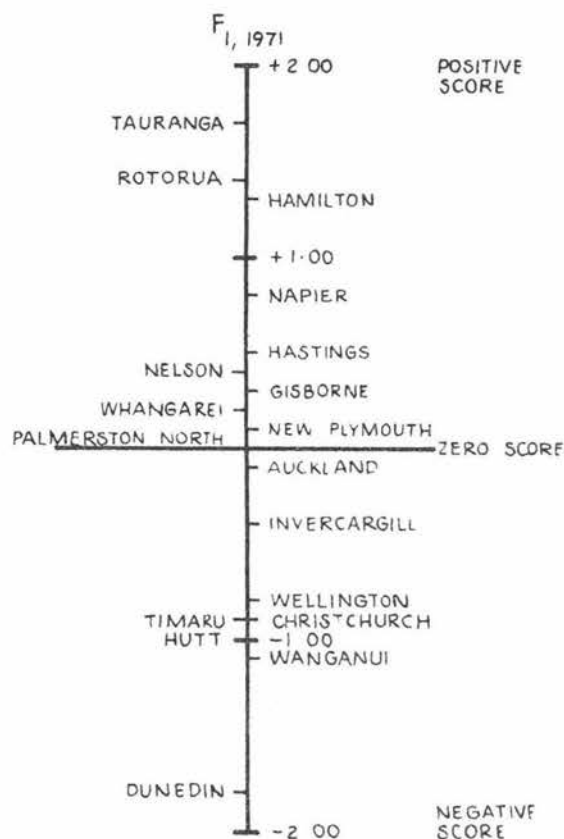 F1, 1971
+2 00
POSITIVE
SCORE
TAURANGA
ROTORUA
HAMILTON
+1·00
NAPIER
HASTINGS
NELSON
GISBORNE
WHANGAREI
NEW PLYMOUTH
PALMERSTON NORTH
ZERO SCORE
AUCKLAND
INVERCARGILL
WELLINGTON
TIMARU
CHRISTCHURCH
HUTT
-1·00
WANGANUI
DUNEDIN
NEGATIVE
SCORE
-2 00